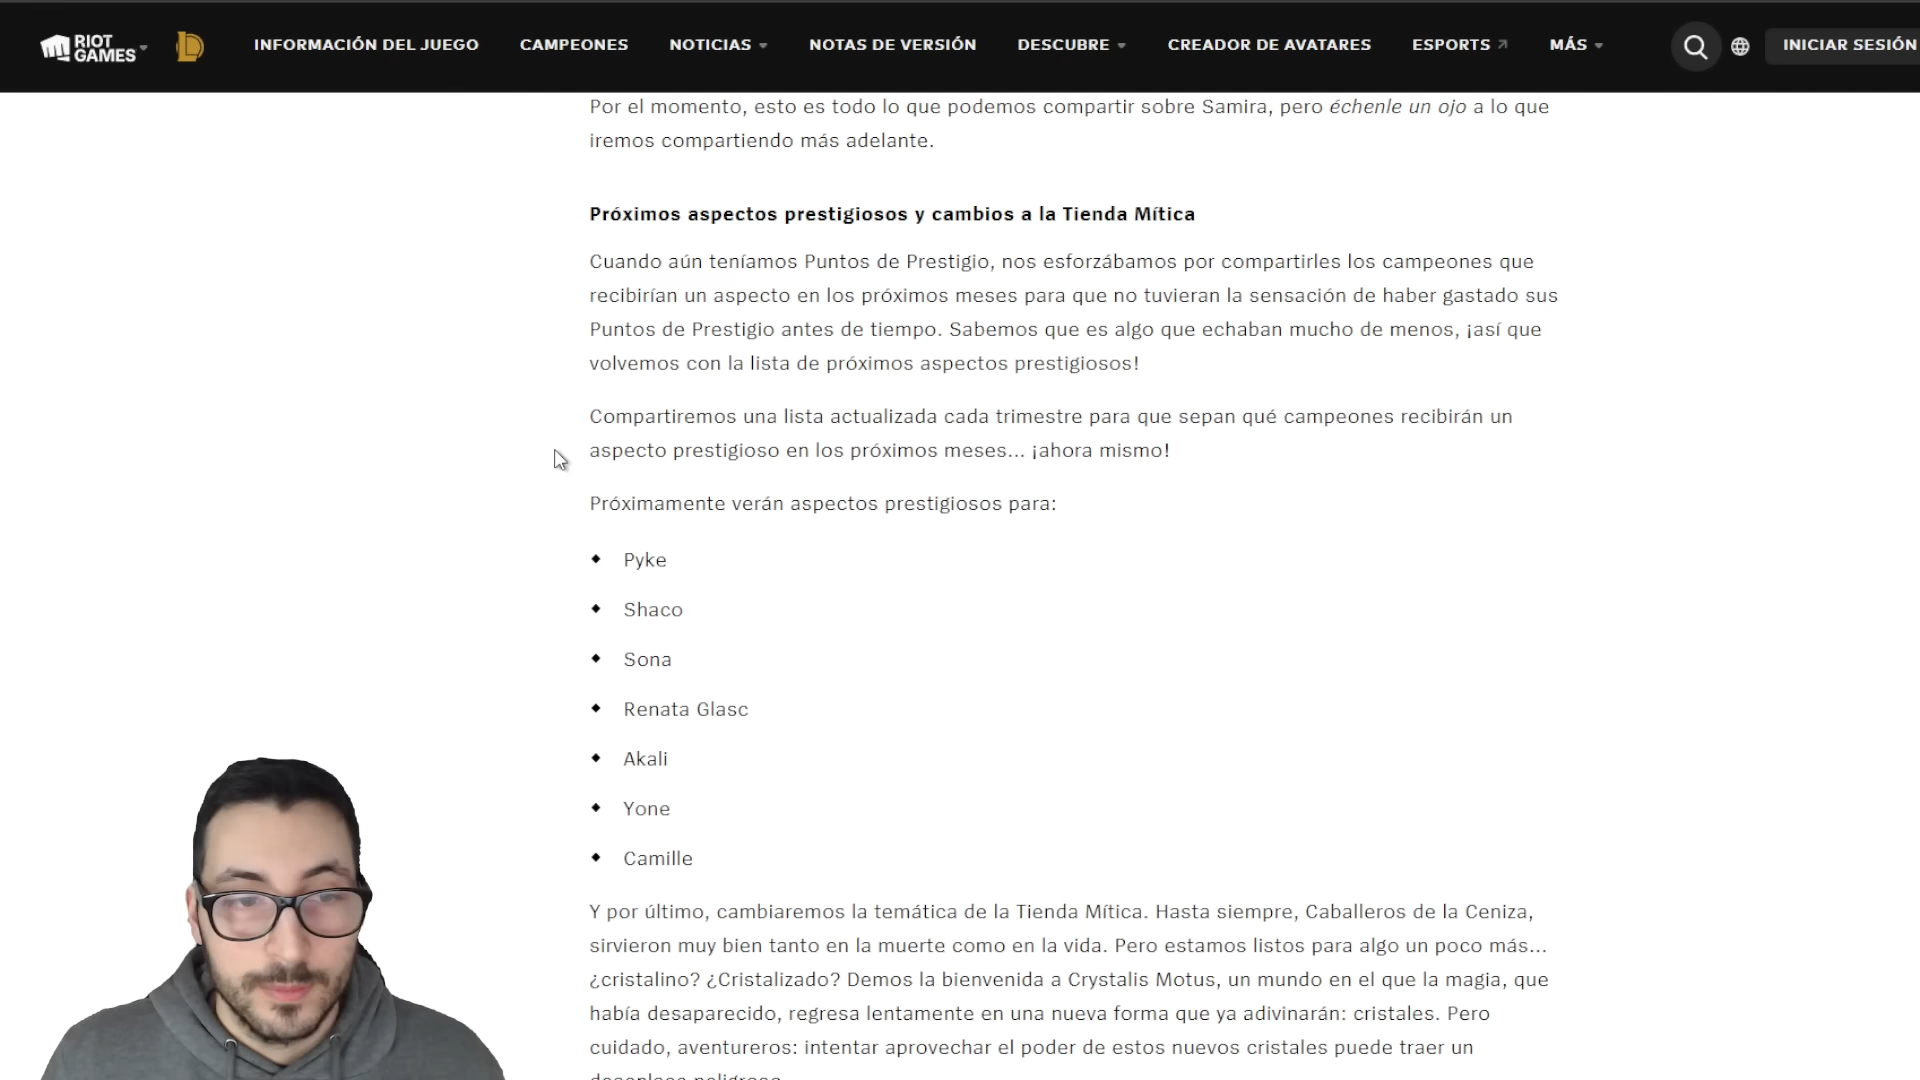 RIOT GAMES
INFORMACIÓN DEL JUEGO
CAMPEONES
NOTICIAS
NOTAS DE VERSIÓN
DESCUBRE
CREADOR DE AVATARES
ESPORTS
MÁS
INICIAR SESIÓN
Por el momento, esto es todo lo que podemos compartir sobre Samira, pero échenle un ojo a lo que
iremos compartiendo más adelante.
Próximos aspectos prestigiosos y cambios a la Tienda Mítica
Cuando aún teníamos Puntos de Prestigio, nos esforzábamos por compartirles los campeones que
recibirían un aspecto en los próximos meses para que no tuvieran la sensación de haber gastado sus
Puntos de Prestigio antes de tiempo. Sabemos que es algo que echaban mucho de menos, ¡así que
volvemos con la lista de próximos aspectos prestigiosos!
Compartiremos una lista actualizada cada trimestre para que sepan qué campeones recibirán un
aspecto prestigioso en los próximos meses... ¡ahora mismo!
Próximamente verán aspectos prestigiosos para:
Pyke
Shaco
Sona
Renata Glasc
Akali
Yone
Camille
Y por último, cambiaremos la temática de la Tienda Mítica. Hasta siempre, Caballeros de la Ceniza,
sirvieron muy bien tanto en la muerte como en la vida. Pero estamos listos para algo un poco más...
¿cristalino? ¿Cristalizado? Demos la bienvenida a Crystalis Motus, un mundo en el que la magia, que
había desaparecido, regresa lentamente en una nueva forma que ya adivinarán: cristales. Pero
cuidado, aventureros: intentar aprovechar el poder de estos nuevos cristales puede traer un